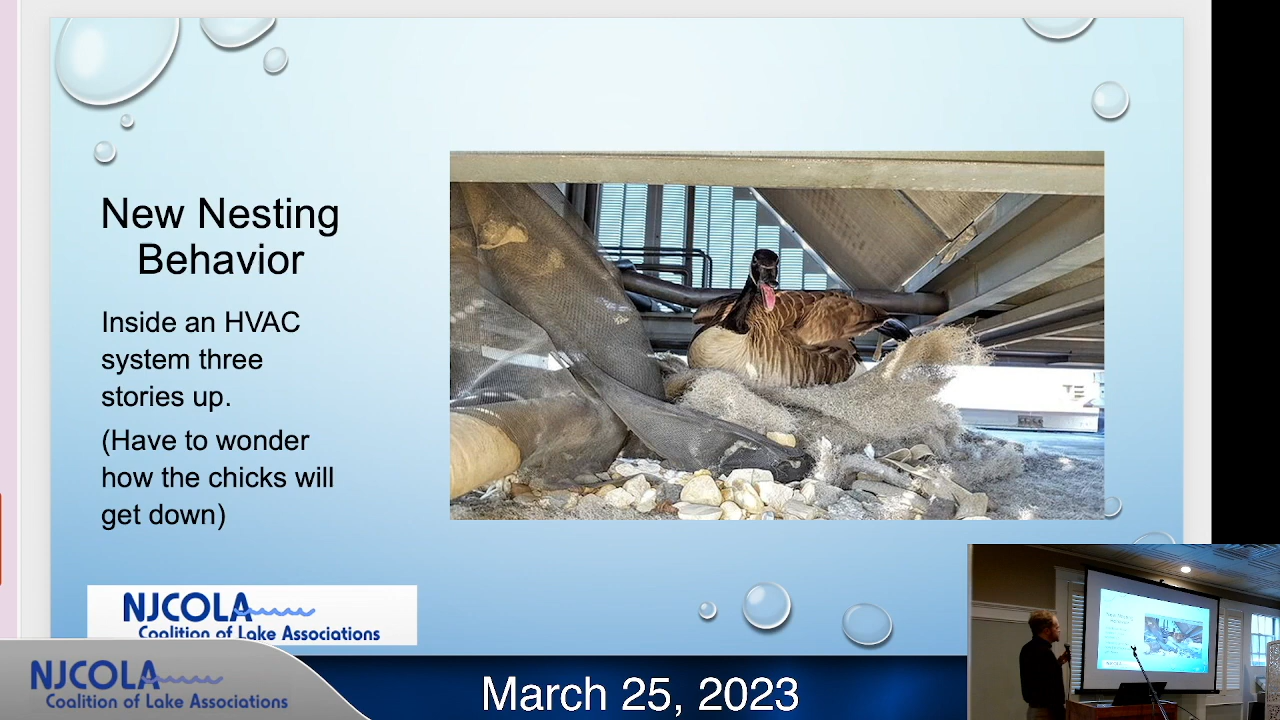 New Nesting
Behavior
Inside an HVAC
system three
stories up.
(Have to wonder
how the chicks will
get down)
NJCOLA
Coalition of Lake Associations
NJCOLA
Coalition of Lake Associations
March 25, 2023